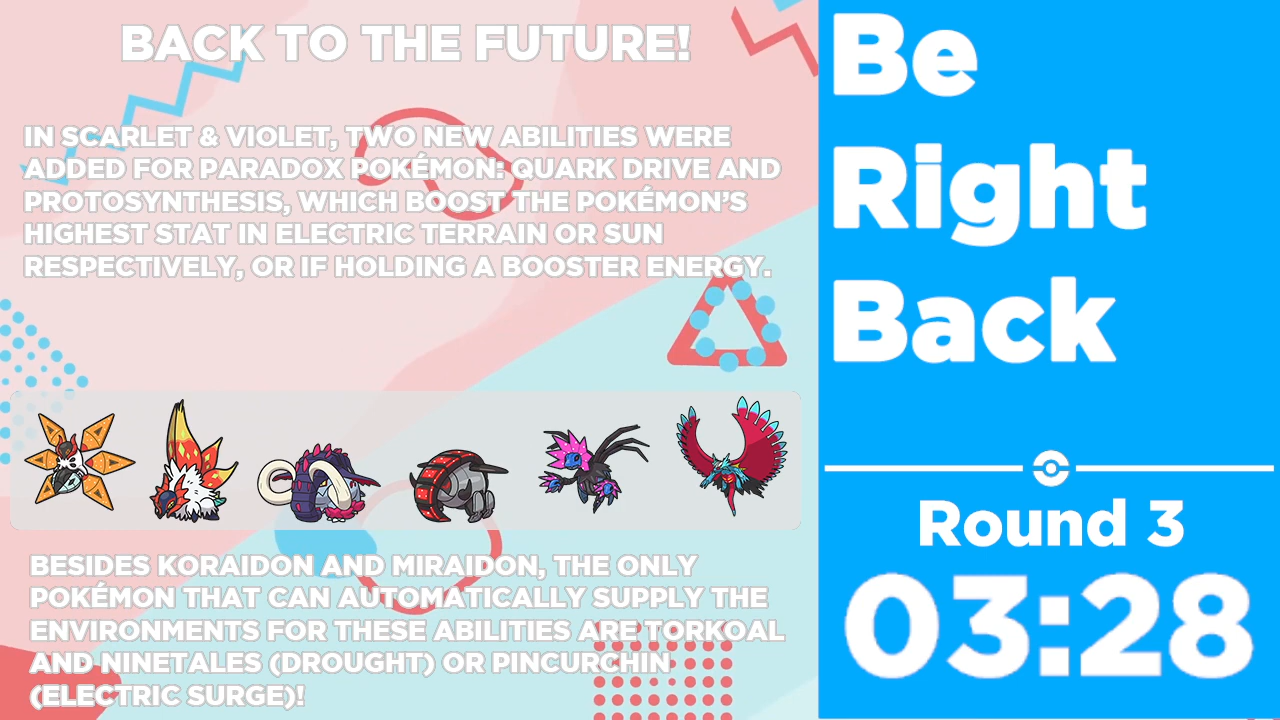 BACK TO THE FUTURE!
IN SCARLET & VIOLET, TWO NEW ABILITIES WERE
ADDED FOR PARADOX POKÉMON: QUARK DRIVE AND
PROTOSYNTHESIS, WHICH BOOST THE POKÉMON'S
HIGHEST STAT IN ELECTRIC TERRAIN OR SUN
RESPECTIVELY, OR IF HOLDING A BOOSTER ENERGY.
BESIDES KORAIDON AND MIRAIDON, THE ONLY
POKÉMON THAT CAN AUTOMATICALLY SUPPLY THE
ENVIRONMENTS FOR THESE ABILITIES ARE TORKOAL
AND NINETALES (DROUGHT) OR PINCURCHIN
(ELECTRIC SURGE)!
Be
Right
Back
Round 3
03:28